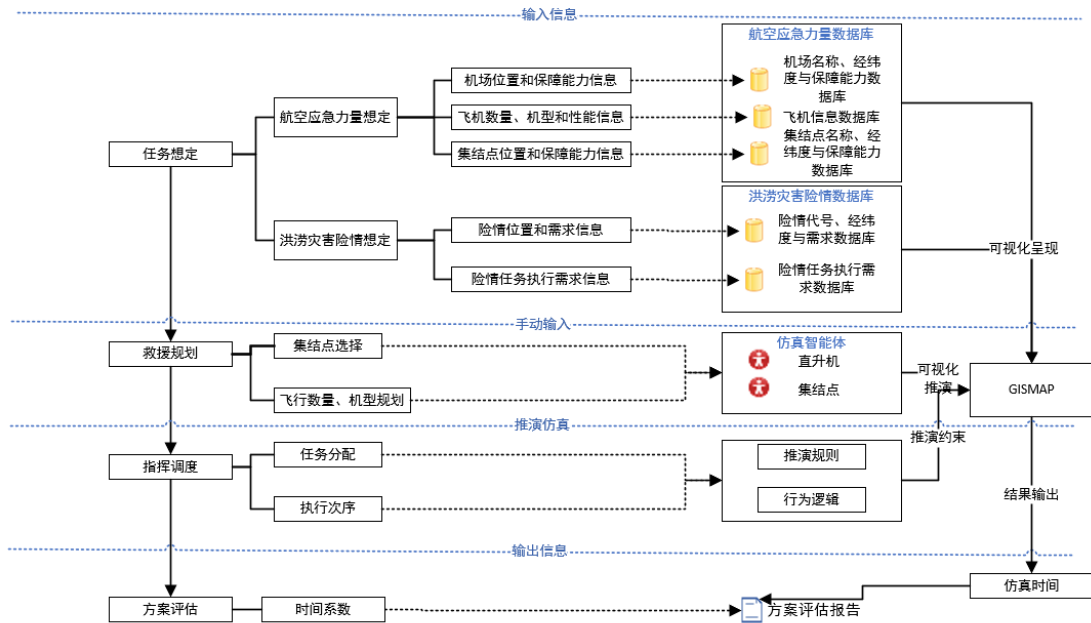 输入信息
航空应急力量数据库
机场名称、经纬
度与保障能力数
据库
飞机信息数据库
集结点名称、经
纬度与保障能力
数据库
机场位置和保障能力信息
飞机数量、机型和性能信息
集结点位置和保障能力信息
航空应急力量想定
任务想定
洪涝灾害险情想定
险情位置和需求信息
险情任务执行需求信息
洪涝灾害险情数据库
险情代号、经纬
度与需求数据库
险情任务执行需
求数据库
可视化呈现
手动输入
救援规划
集结点选择
飞行数量、机型规划
仿真智能体
直升机
集结点
可视化
推演
GISMAP
推演仿真
推演约束
指挥调度
任务分配
执行次序
推演规则
行为逻辑
结果输出
输出信息
仿真时间
方案评估
时间系数
方案评估报告